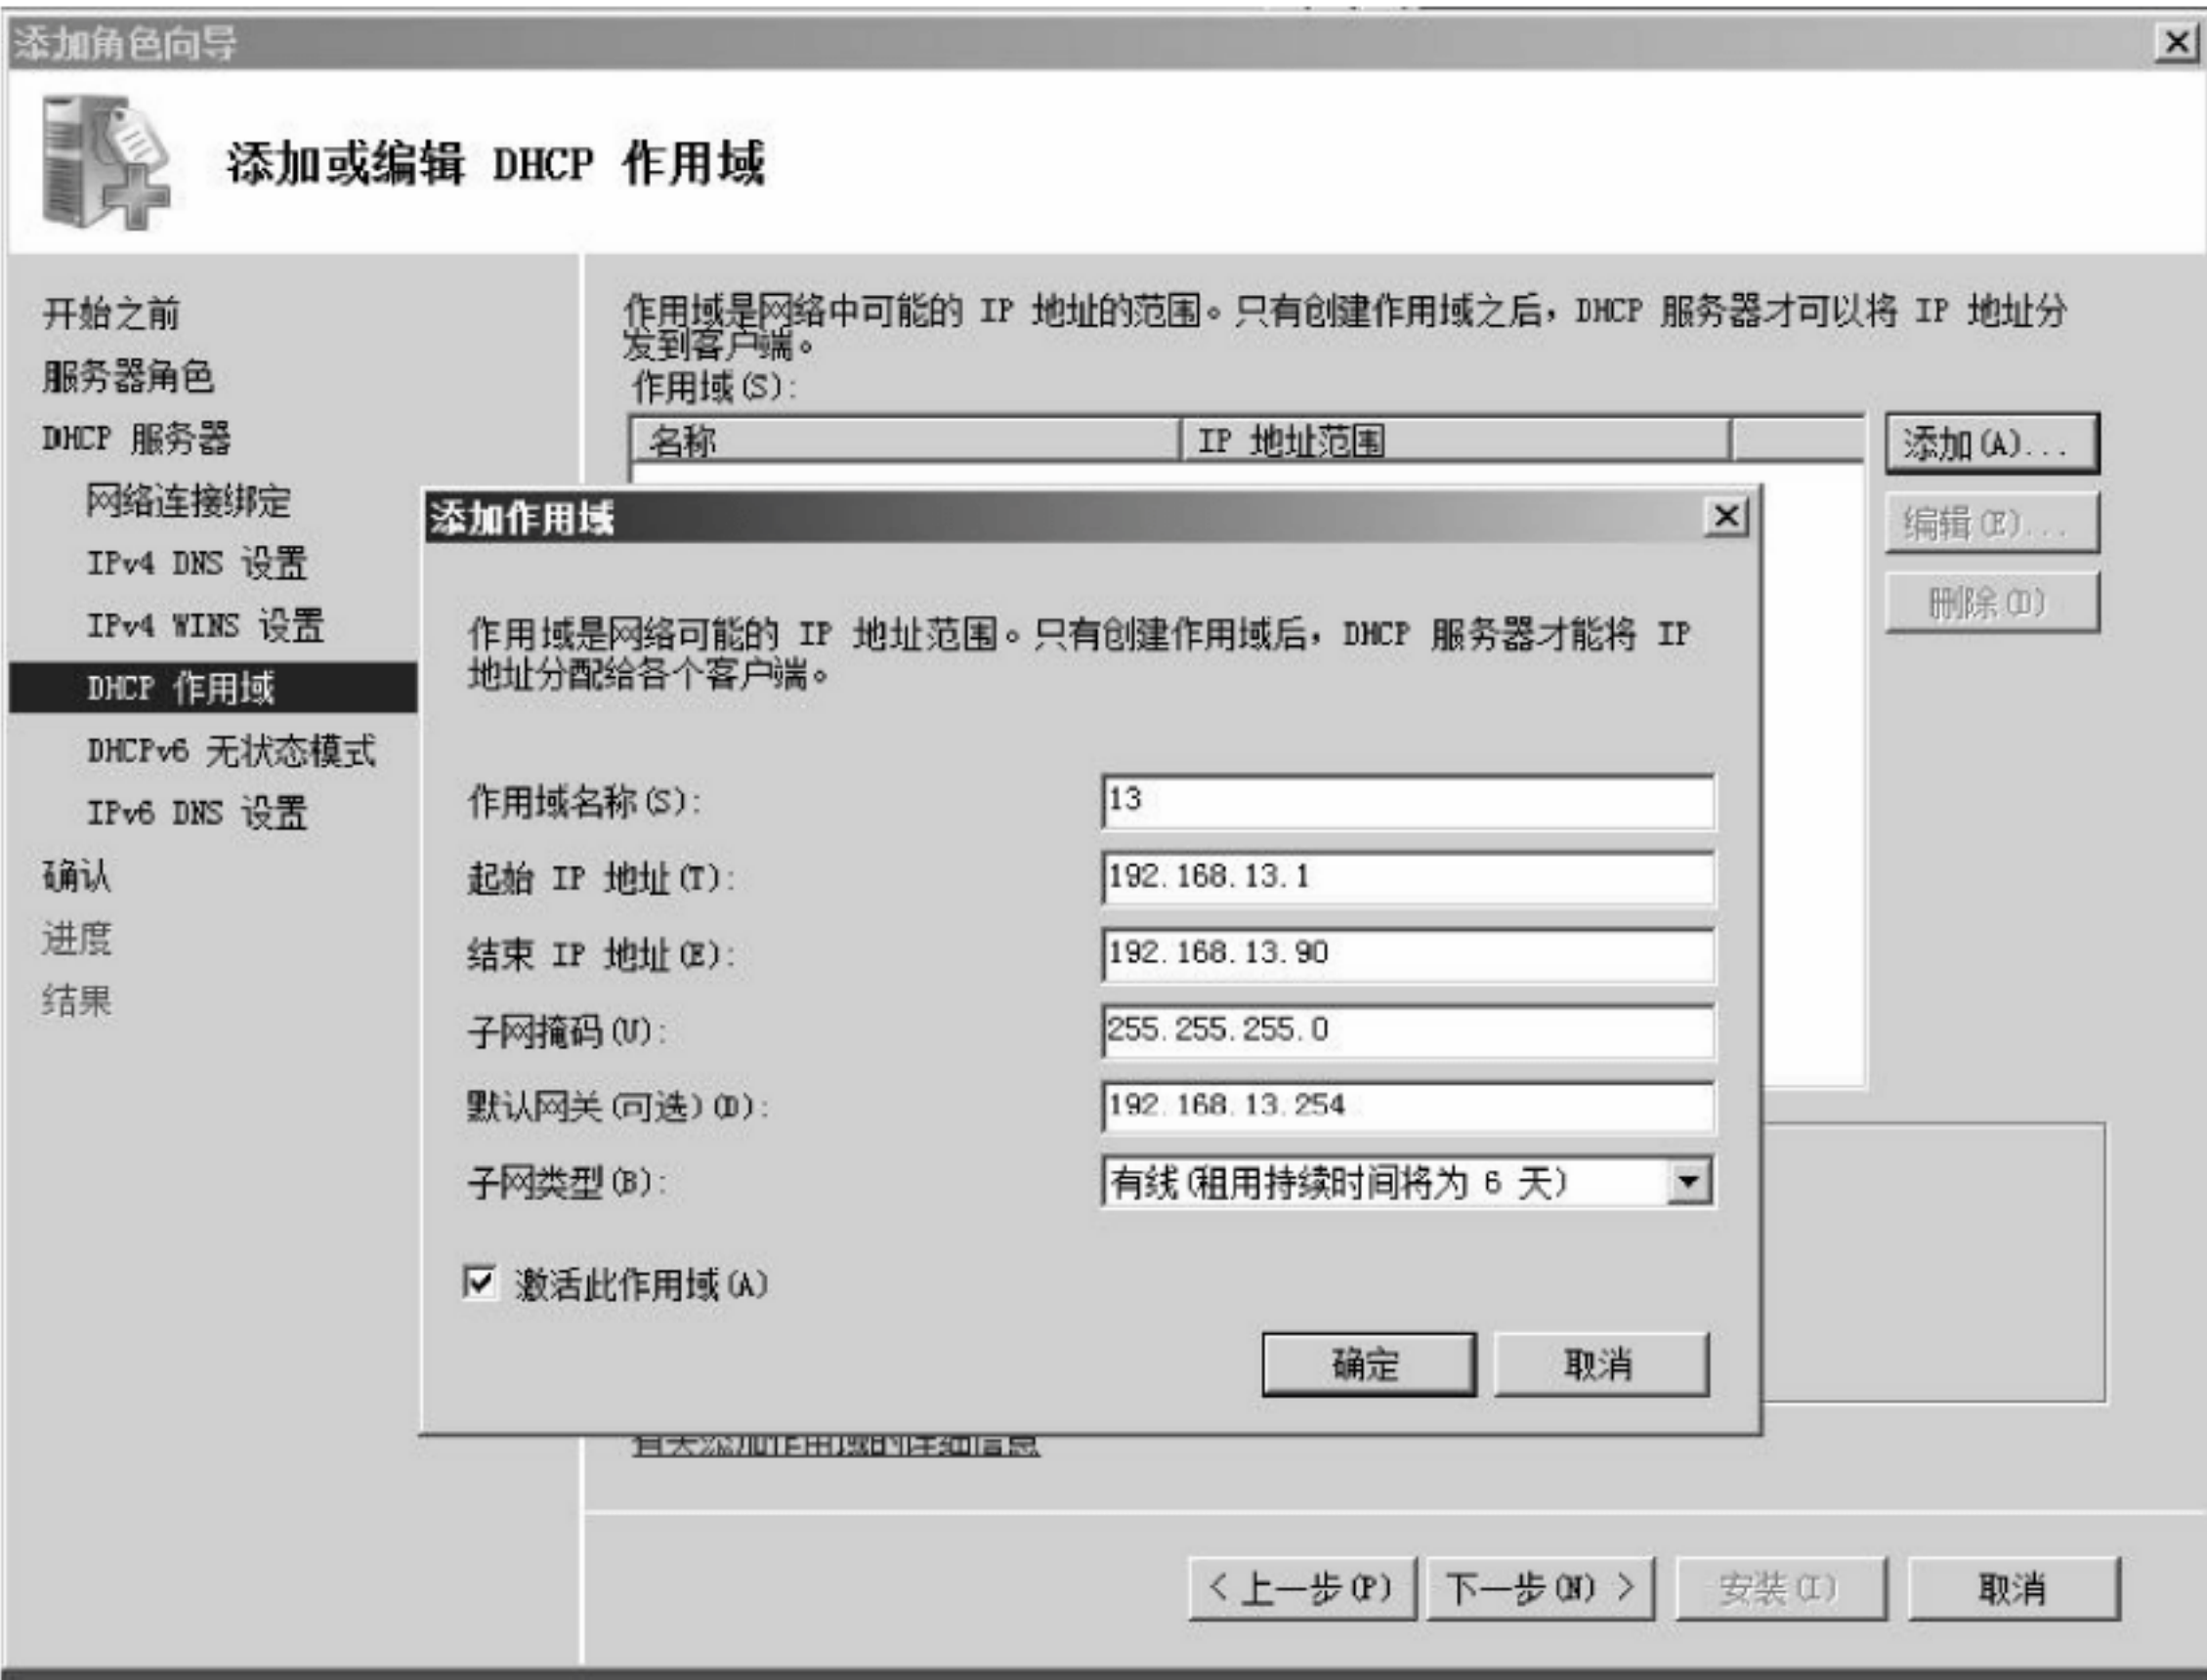 添加角色向导
添加或编辑 DHCP 作用域
开始之前
服务器角色
DHCP 服务器
网络连接绑定
IPv4 DNS 设置
IPv4 WINS 设置
DHCP 作用域
DHCPv6 无状态模式
IPv6 DNS 设置
确认
进度
结果
作用域是网络中可能的 IP 地址的范围。只有创建作用域之后，DHCP 服务器才可以将 IP 地址分
发到客户端。
作用域(S):
名称 IP 地址范围
添加(A)...
编辑(E)...
删除(D)
添加作用域
作用域是网络可能的 IP 地址范围。只有创建作用域后，DHCP 服务器才能将 IP
地址分配给各个客户端。
作用域名称(S): 13
起始 IP 地址(T): 192.168.13.1
结束 IP 地址(E): 192.168.13.90
子网掩码(U): 255.255.255.0
默认网关(可选)(D): 192.168.13.254
子网类型(B): 有线(租用持续时间将为 6 天)
激活此作用域(A)
确定 取消
有关添加作用域的详细信息
< 上一步(P) 下一步(N) > 安装(I) 取消